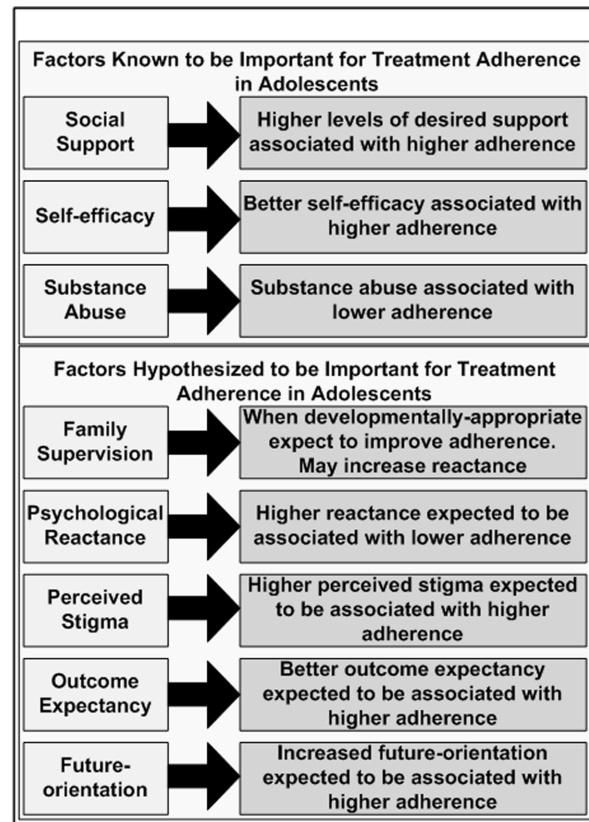 Factors Known to be Important for Treatment Adherence
in Adolescents
Social
Support
Higher levels of desired support
associated with higher adherence
Self-efficacy
Better self-efficacy associated with
higher adherence
Substance
Abuse
Substance abuse associated with
lower adherence
Factors Hypothesized to be Important for Treatment
Adherence in Adolescents
Family
Supervision
When developmentally-appropriate
expect to improve adherence.
May increase reactance
Psychological
Reactance
Higher reactance expected to be
associated with lower adherence
Perceived
Stigma
Higher perceived stigma expected
to be associated with higher
adherence
Outcome
Expectancy
Better outcome expectancy
expected to be associated with
higher adherence
Future-
orientation
Increased future-orientation
expected to be associated with
higher adherence